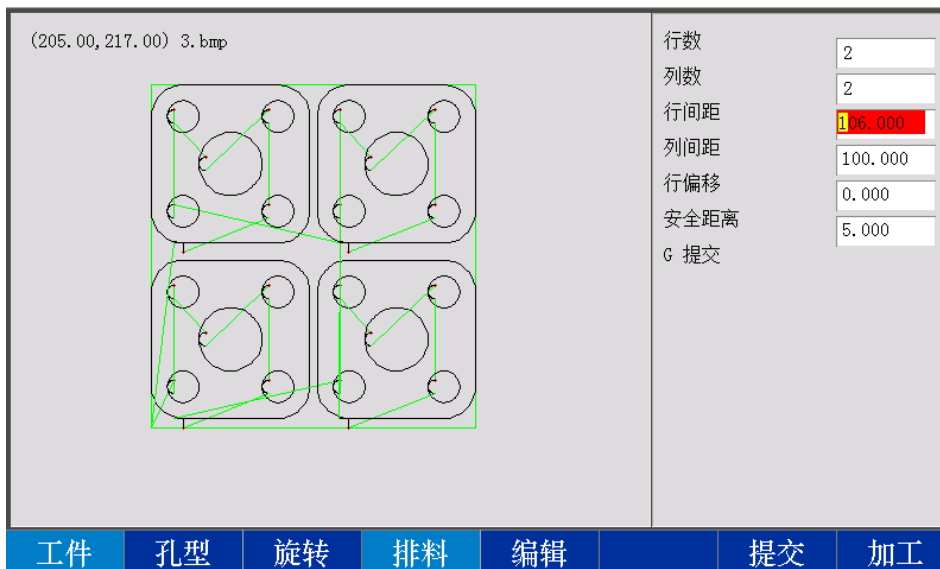 (205.00,217.00) 3.bmp
行数 2
列数 2
行间距 106.000
列间距 100.000
行偏移 0.000
安全距离 5.000
G 提交
工件 孔型 旋转 排料 编辑 提交 加工